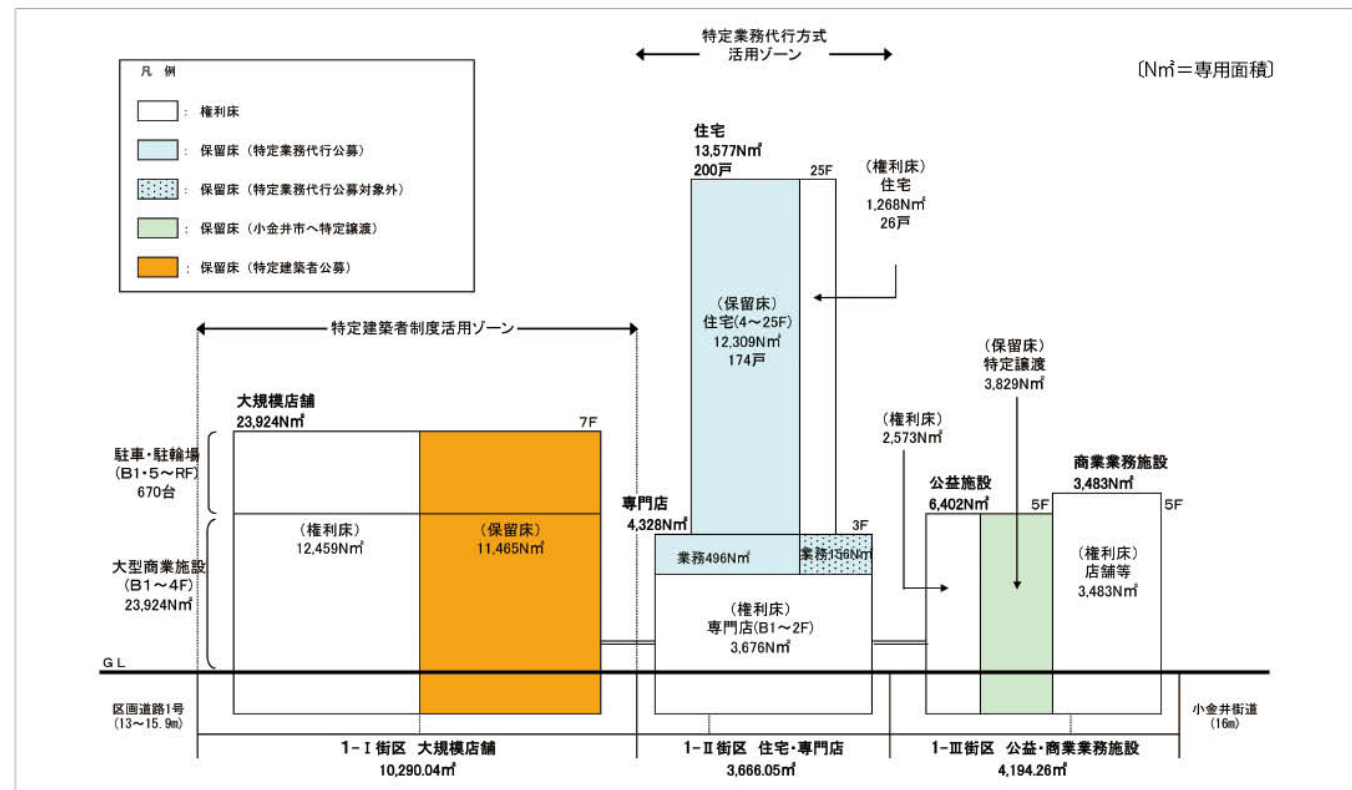 特定業務代行方式
活用ゾーン
〔N㎡＝専用面積〕
凡 例
： 権利床
： 保留床（特定業務代行公募）
： 保留床（特定業務代行公募対象外）
： 保留床（小金井市へ特定譲渡）
： 保留床（特定建築者公募）
特定建築者制度活用ゾーン
大規模店舗
23,924N㎡
7F
駐車・駐輪場
(B1・5～RF)
670台
大型商業施設
(B1～4F)
23,924N㎡
(権利床)
12,459N㎡
(保留床)
11,465N㎡
住宅
13,577N㎡
200戸
25F
(権利床)
住宅
1,268N㎡
26戸
(保留床)
住宅(4～25F)
12,309N㎡
174戸
専門店
4,328N㎡
3F
業務496N㎡
業務156N㎡
(権利床)
専門店(B1～2F)
3,676N㎡
(保留床)
特定譲渡
3,829N㎡
(権利床)
2,573N㎡
公益施設
6,402N㎡
5F
商業業務施設
3,483N㎡
5F
(権利床)
店舗等
3,483N㎡
GL
区画道路1号
(13～15.9m)
小金井街道
(16m)
1-Ⅰ街区 大規模店舗
10,290.04㎡
1-Ⅱ街区 住宅・専門店
3,666.05㎡
1-Ⅲ街区 公益・商業業務施設
4,194.26㎡